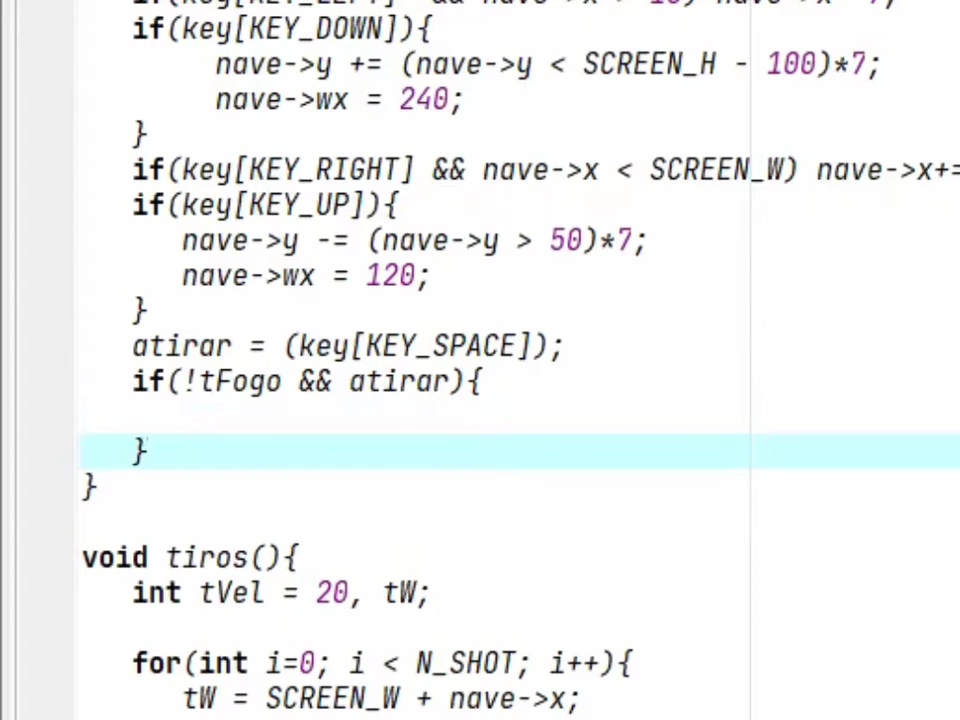 if(key[KEY_DOWN]){
nave->y += (nave->y < SCREEN_H - 100)*7;
nave->wx = 240;
}
if(key[KEY_RIGHT] && nave->x < SCREEN_W) nave->x+=
if(key[KEY_UP]){
nave->y -= (nave->y > 50)*7;
nave->wx = 120;
}
atirar = (key[KEY_SPACE]);
if(!tFogo && atirar){
}
}
void tiros(){
int tVel = 20, tW;
for(int i=0; i < N_SHOT; i++){
tW = SCREEN_W + nave->x;